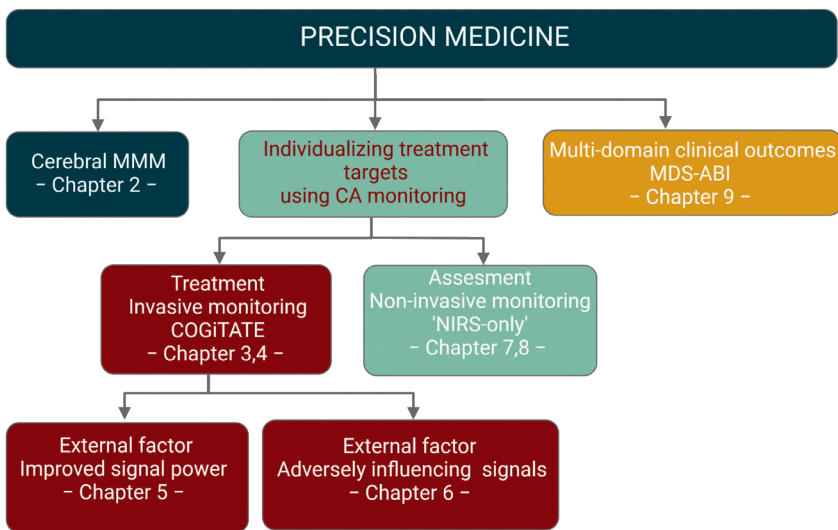 PRECISION MEDICINE
Cerebral MMM
– Chapter 2 –
Individualizing treatment
targets
using CA monitoring
Multi-domain clinical outcomes
MDS-ABI
– Chapter 9 –
Treatment
Invasive monitoring
COGiTATE
– Chapter 3,4 –
Assesment
Non-invasive monitoring
'NIRS-only'
– Chapter 7,8 –
External factor
Improved signal power
– Chapter 5 –
External factor
Adversely influencing signals
– Chapter 6 –